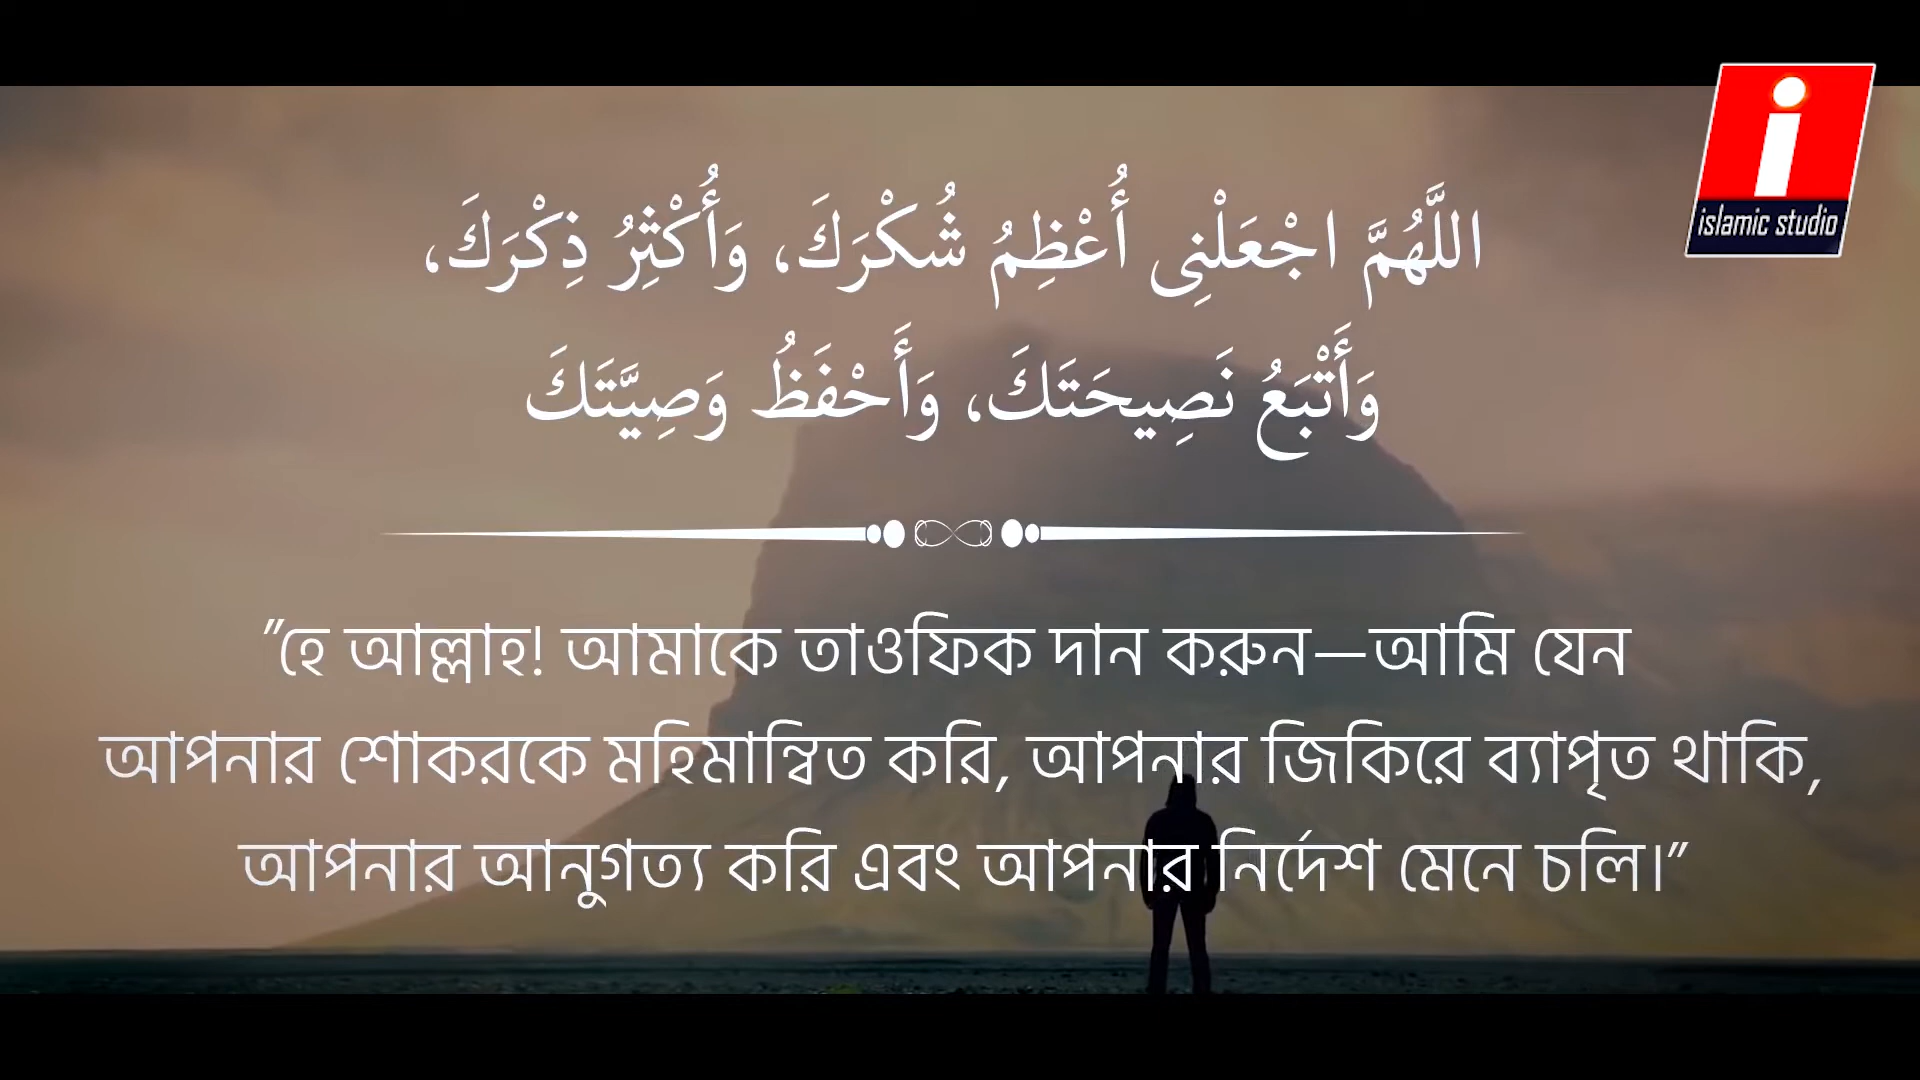 اللَّهُمَّ اجْعَلْنِي أُعْظِمُ شُكْرَكَ، وَأُكْثِرُ ذِكْرَكَ،
وَأَتْبَعُ نَصِيحَتَكَ، وَأَحْفَظُ وَصِيَّتَكَ
"হে আল্লাহ! আমাকে তাওফিক দান করুন—আমি যেন
আপনার শোকরকে মহিমান্বিত করি, আপনার জিকিরে ব্যাপৃত থাকি,
আপনার আনুগত্য করি এবং আপনার নির্দেশ মেনে চলি।"
i
islamic studio